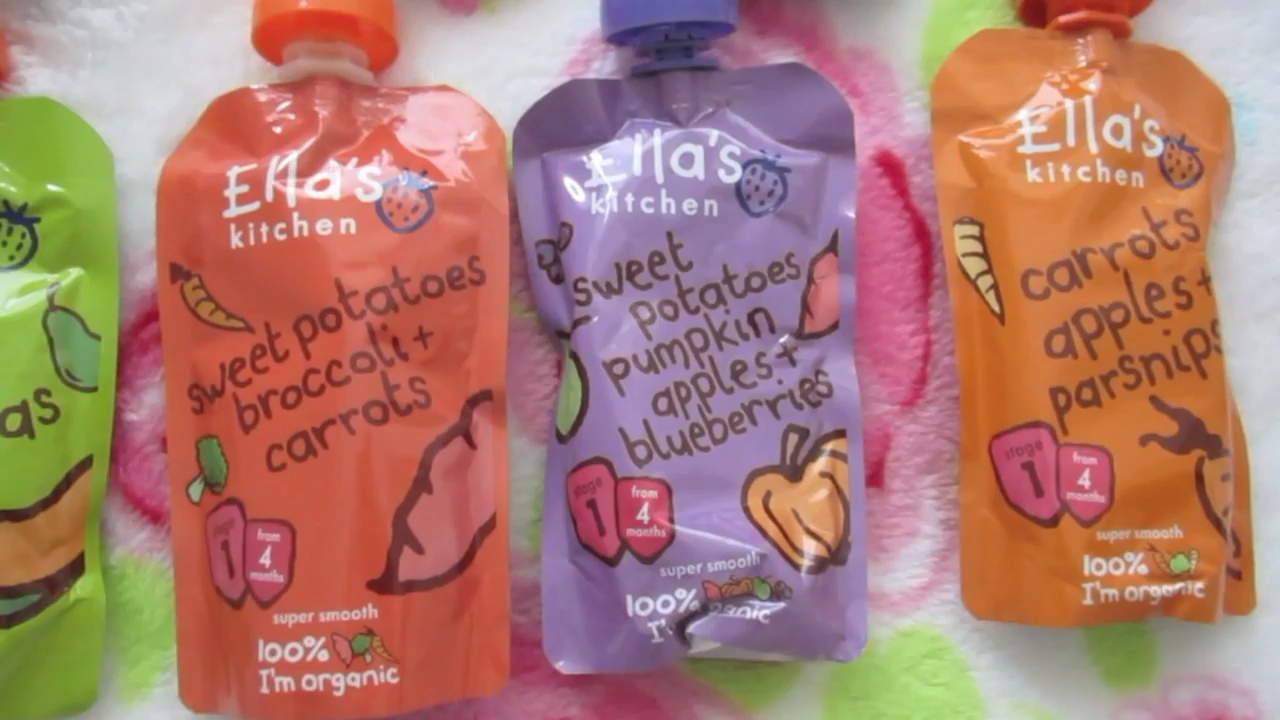 as
Ella's
kitchen
sweet potatoes
broccoli +
carrots
stage
1
from
4
months
super smooth
100%
I'm organic
Ella's
kitchen
sweet
potatoes
pumpkin
apples +
blueberries
stage
1
from
4
months
super smooth
100%
Ella's
kitchen
carrots
apples +
parsnips
stage
1
from
4
months
super smooth
100%
I'm organic